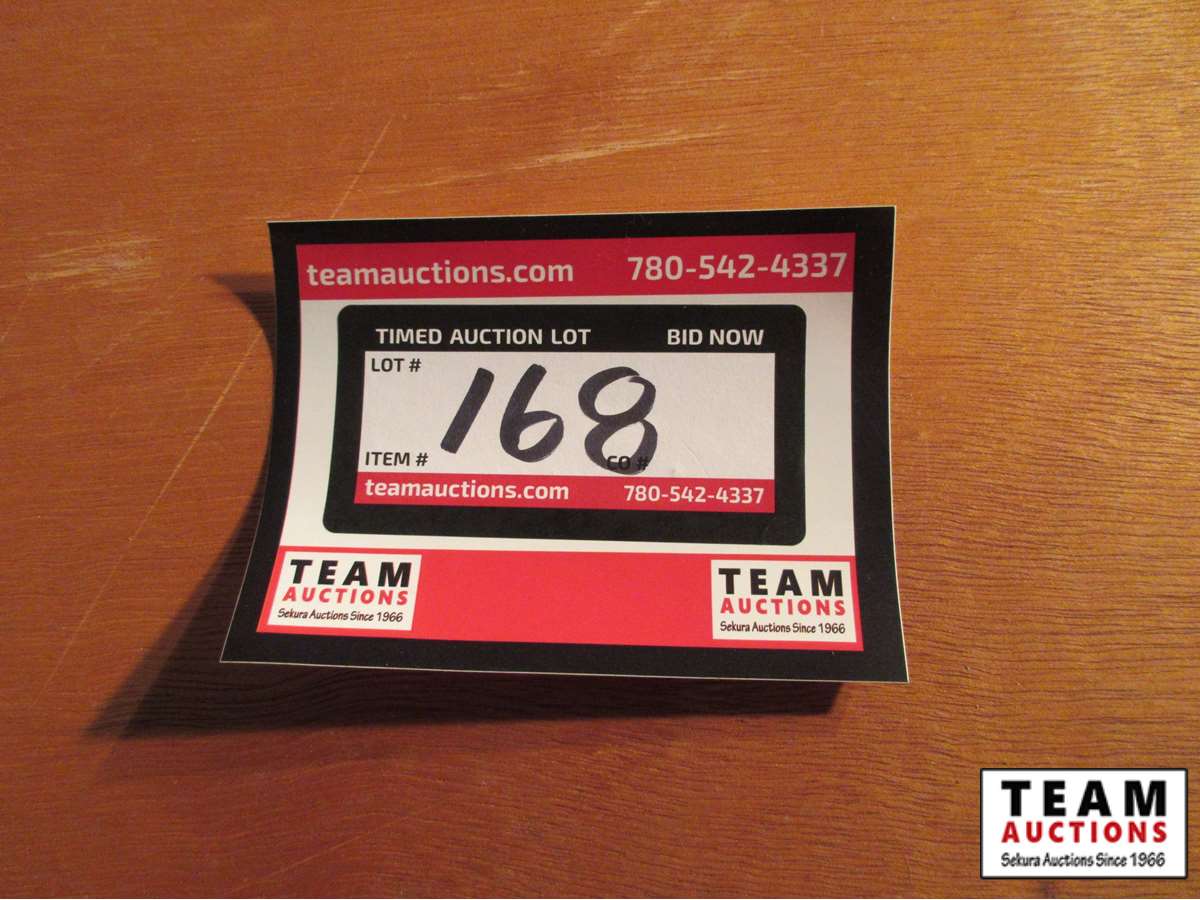 teamauctions.com 780-542-4337
TIMED AUCTION LOT BID NOW
LOT # 168
ITEM # CO #
teamauctions.com 780-542-4337
TEAM
AUCTIONS
Sekura Auctions Since 1966
TEAM
AUCTIONS
Sekura Auctions Since 1966
TEAM
AUCTIONS
Sekura Auctions Since 1966